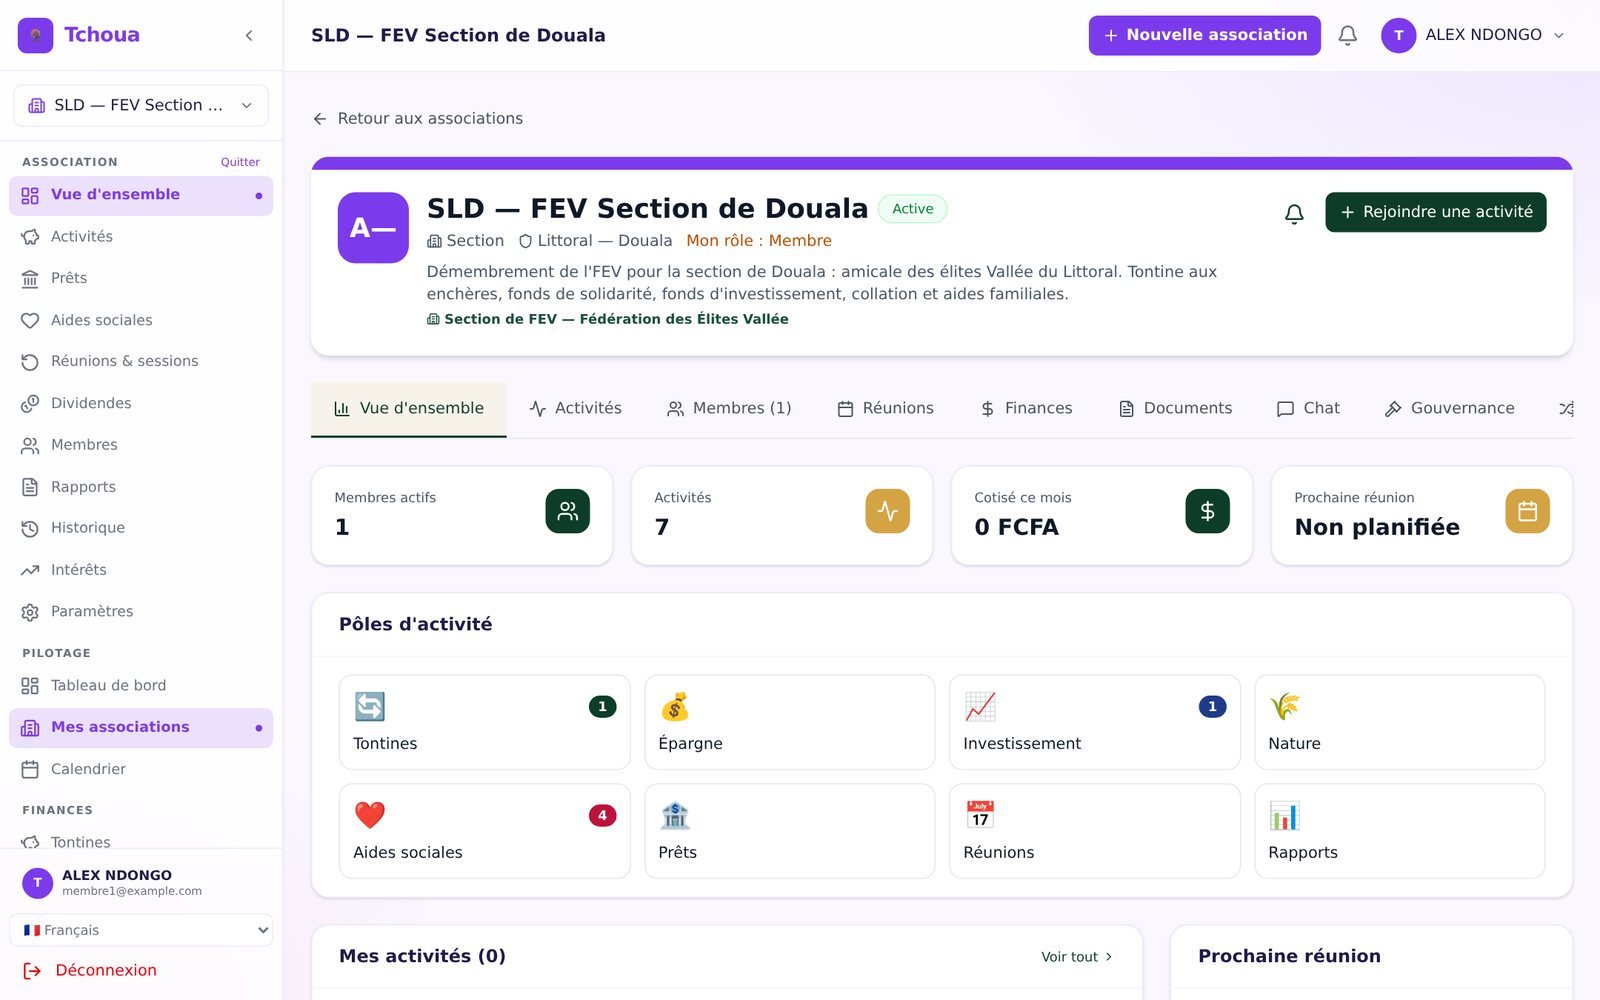 Tchoua
SLD — FEV Section ...
ASSOCIATION
Quitter
Vue d'ensemble
Activités
Prêts
Aides sociales
Réunions & sessions
Dividendes
Membres
Rapports
Historique
Intérêts
Paramètres
PILOTAGE
Tableau de bord
Mes associations
Calendrier
FINANCES
Tontines
T
ALEX NDONGO
membre1@example.com
Français
Déconnexion
SLD — FEV Section de Douala
+ Nouvelle association
T
ALEX NDONGO
Retour aux associations
A—
SLD — FEV Section de Douala
Active
+ Rejoindre une activité
Section
Littoral — Douala
Mon rôle : Membre
Démembrement de l'FEV pour la section de Douala : amicale des élites Vallée du Littoral. Tontine aux
enchères, fonds de solidarité, fonds d'investissement, collation et aides familiales.
Section de FEV — Fédération des Élites Vallée
Vue d'ensemble
Activités
Membres (1)
Réunions
Finances
Documents
Chat
Gouvernance
Membres actifs
1
Activités
7
Cotisé ce mois
0 FCFA
Prochaine réunion
Non planifiée
Pôles d'activité
1
Tontines
Épargne
1
Investissement
Nature
4
Aides sociales
Prêts
July
17
Réunions
Rapports
Mes activités (0)
Voir tout
Prochaine réunion